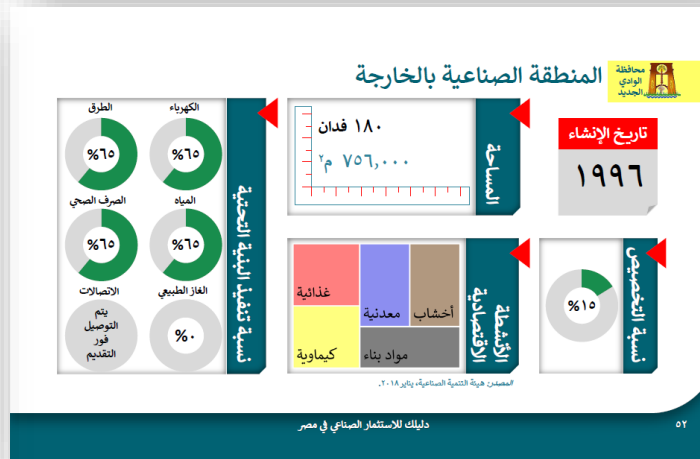 محافظة
الوادي
الجديد
المنطقة الصناعية بالخارجة
تاريخ الإنشاء
١٩٩٦
المساحة
١٨٠ فدان
٧٥٦,٠٠٠ م٢
نسبة تنفيذ البنية التحتية
الكهرباء
%٦٥
الطرق
%٦٥
المياه
%٦٥
الصرف الصحي
%٦٥
الغاز الطبيعي
%٠
الاتصالات
يتم
التوصيل
فور
التقديم
نسبة التخصيص
%١٥
الأنشطة
الاقتصادية
أخشاب
معدنية
غذائية
مواد بناء
كيماوية
المصدر: هيئة التنمية الصناعية، يناير ٢٠١٨.
دليلك للاستثمار الصناعي في مصر
٥٢